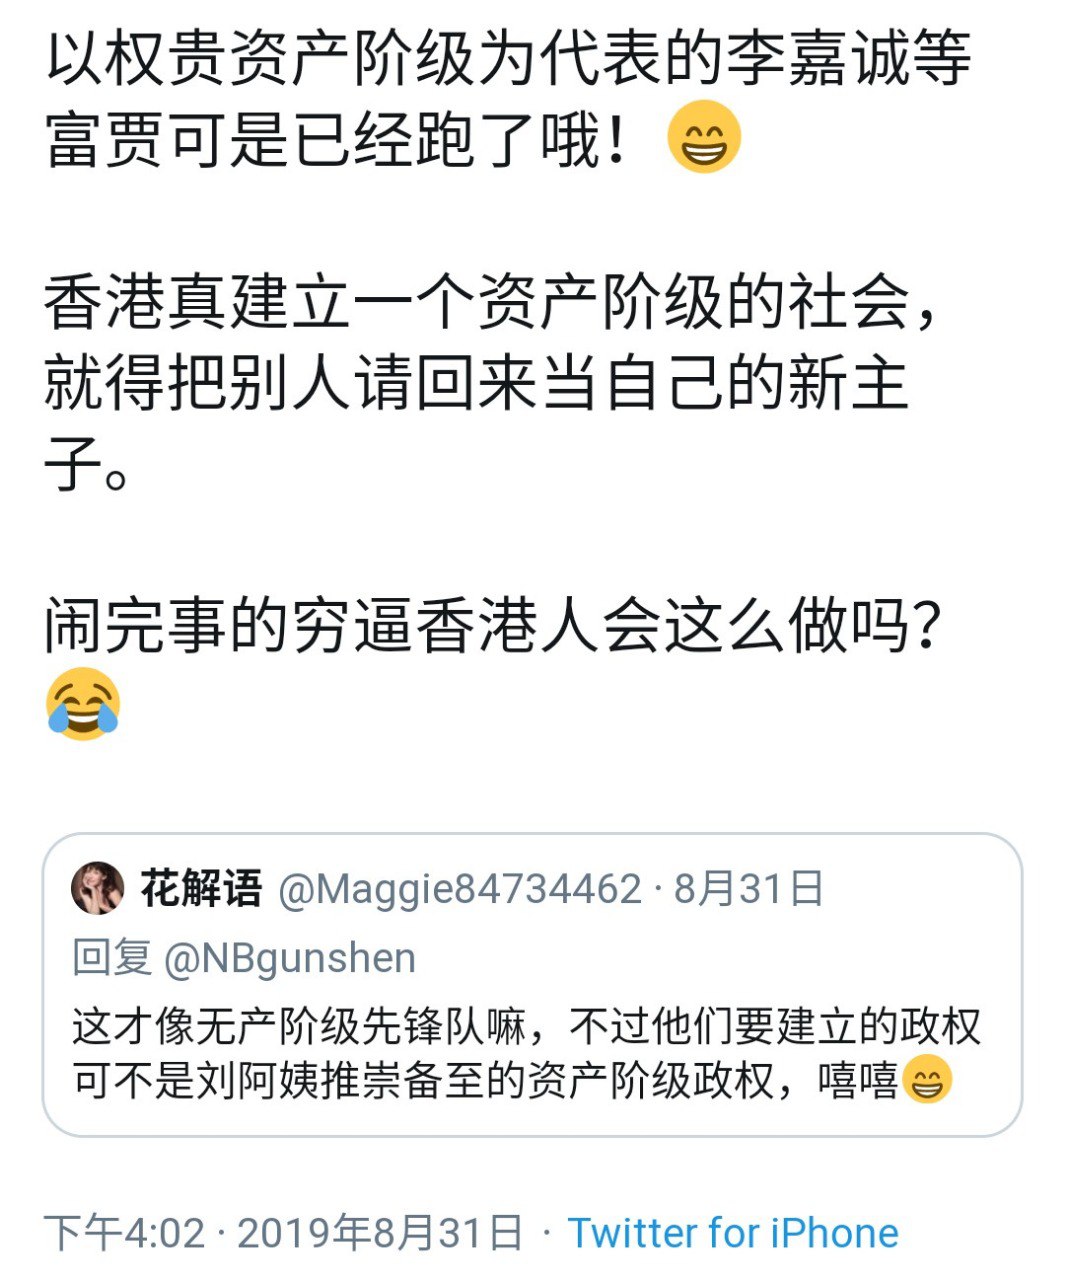 以权贵资产阶级为代表的李嘉诚等
富贾可是已经跑了哦！😁
香港真建立一个资产阶级的社会，
就得把别人请回来当自己的新主
子。
闹完事的穷逼香港人会这么做吗？
😂
花解语 @Maggie84734462 · 8月31日
回复 @NBgunshen
这才像无产阶级先锋队嘛，不过他们要建立的政权
可不是刘阿姨推崇备至的资产阶级政权，嘻嘻😁
下午4:02 · 2019年8月31日 · Twitter for iPhone